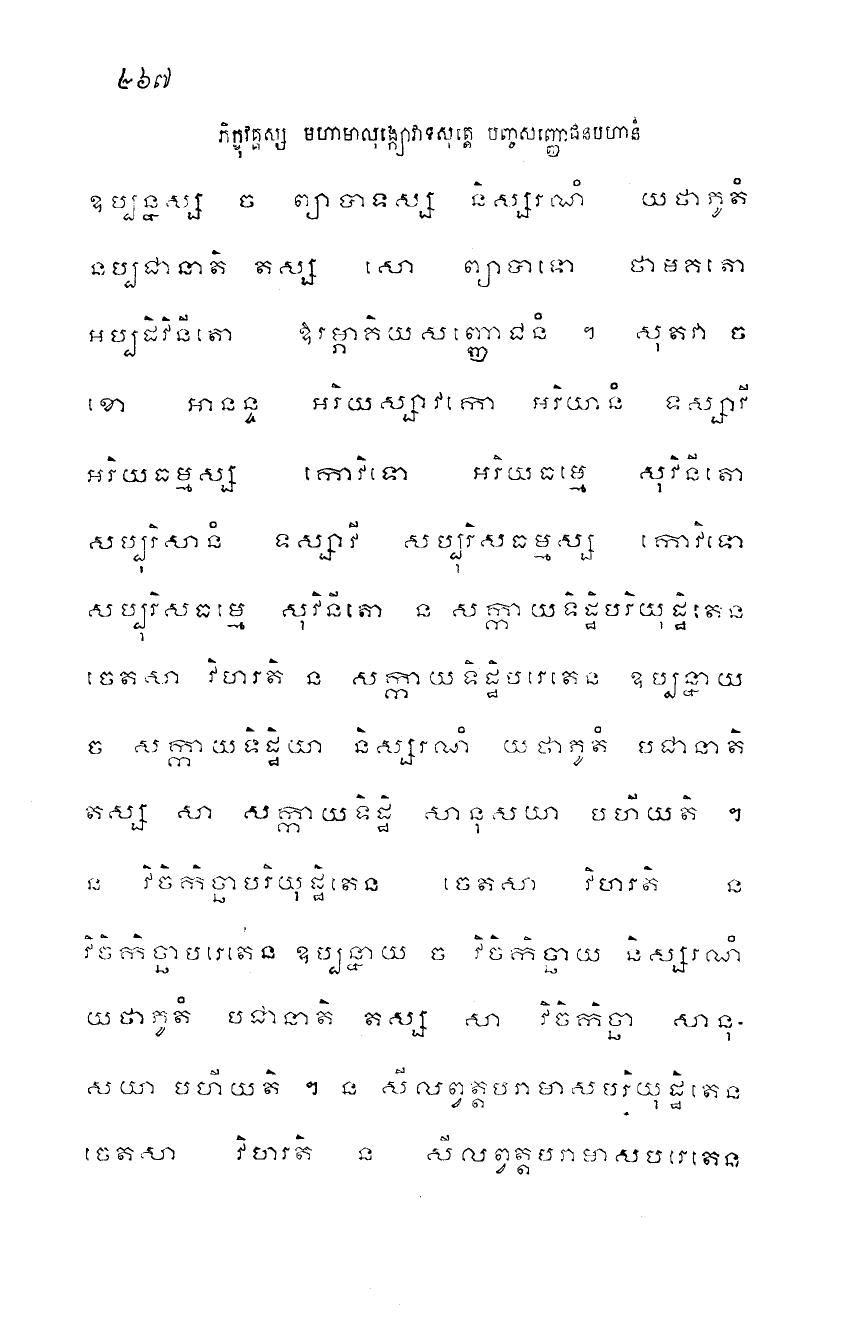 ២៦៧
ភិក្ខុវគ្គស្ស មហាមាលុង្ក្យោវាទសុត្តេ បញ្ចសញ្ញោជនបហានំ
ឧប្បន្នស្ស ច ព្យាបាទស្ស និស្សរណំ យថាភូតំ
នប្បជានាតិ តស្ស សោ ព្យាបាទោ ថាមគតោ
អប្បដិវិនីតោ ឱរម្ភាគិយសញ្ញោជនំ ។ សុតវា ច
ខោ អានន្ទ អរិយស្សាវកោ អរិយានំ ទស្សាវី
អរិយធម្មស្ស កោវិទោ អរិយធម្មេ សុវិនីតោ
សប្បុរិសានំ ទស្សាវី សប្បុរិសធម្មស្ស កោវិទោ
សប្បុរិសធម្មេ សុវិនីតោ ន សក្កាយទិដ្ឋិបរិយុដ្ឋិតេន
ចេតសា វិហរតិ ន សក្កាយទិដ្ឋិបរេតេន ឧប្បន្នាយ
ច សក្កាយទិដ្ឋិយា និស្សរណំ យថាភូតំ បជានាតិ
តស្ស សា សក្កាយទិដ្ឋិ សានុសយា បហីយតិ ។
ន វិចិកិច្ឆាបរិយុដ្ឋិតេន ចេតសា វិហរតិ ន
វិចិកិច្ឆាបរេតេន ឧប្បន្នាយ ច វិចិកិច្ឆាយ និស្សរណំ
យថាភូតំ បជានាតិ តស្ស សា វិចិកិច្ឆា សានុ-
សយា បហីយតិ ។ ន សីលព្វត្តបរាមាសបរិយុដ្ឋិតេន
ចេតសា វិហរតិ ន សីលព្វត្តបរាមាសបរេតេន